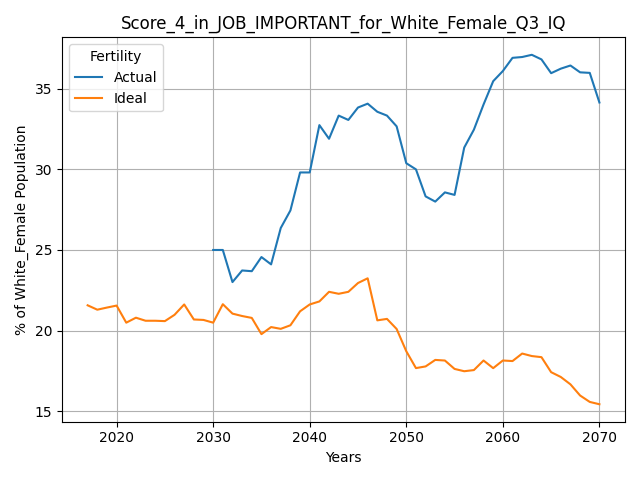 Score_4_in_JOB_IMPORTANT_for_White_Female_Q3_IQ
Fertility
Actual
Ideal
% of White_Female Population
35
30
25
20
15
2020
2030
2040
2050
2060
2070
Years